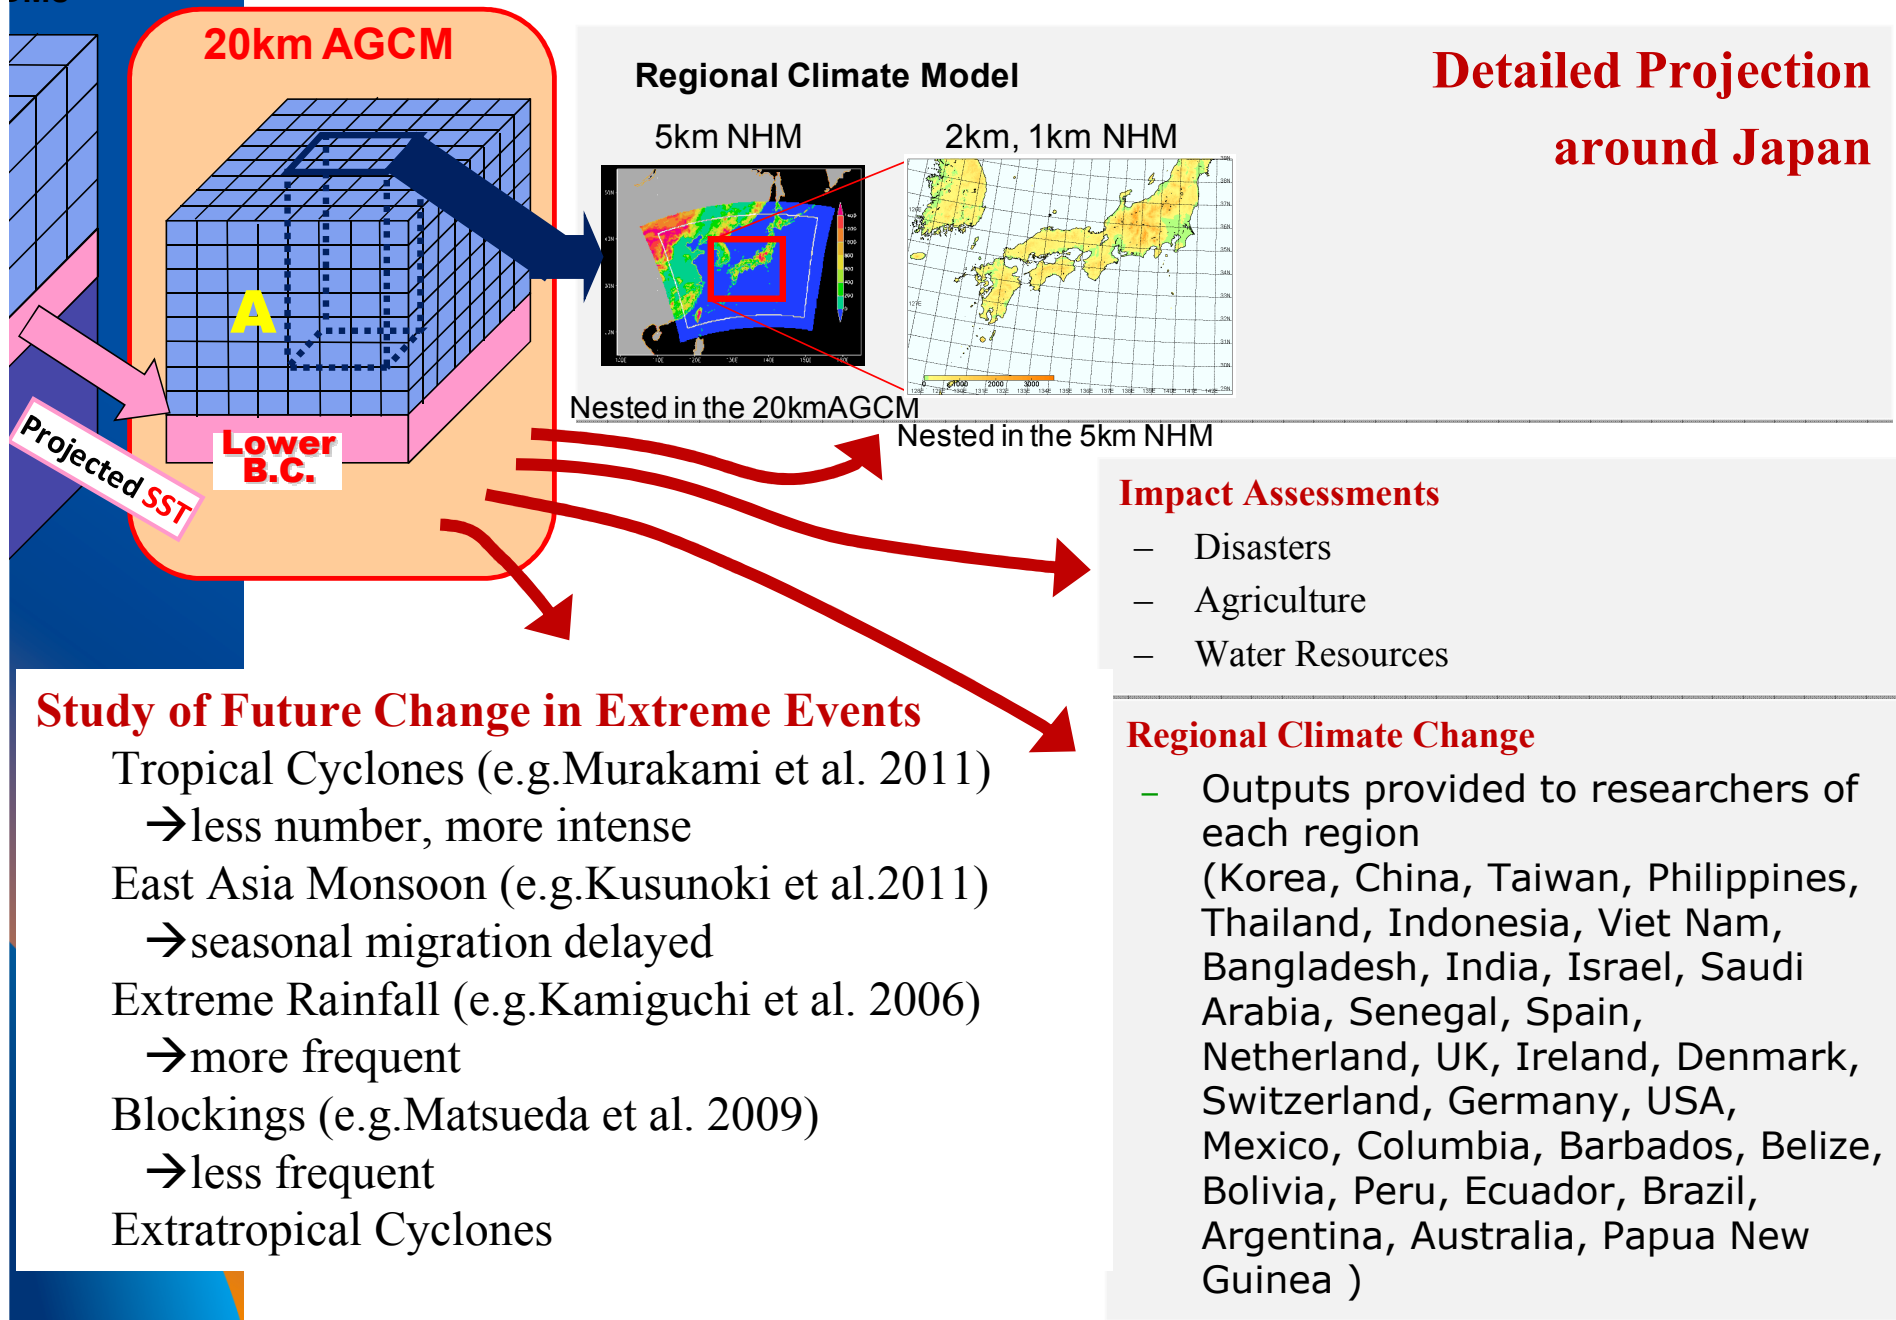 20km AGCM
A
Lower
B.C.
Projected SST
Regional Climate Model
5km NHM
2km, 1km NHM
Nested in the 20kmAGCM
Nested in the 5km NHM
Detailed Projection
around Japan
Impact Assessments
– Disasters
– Agriculture
– Water Resources
Study of Future Change in Extreme Events
Tropical Cyclones (e.g.Murakami et al. 2011)
→less number, more intense
East Asia Monsoon (e.g.Kusunoki et al.2011)
→seasonal migration delayed
Extreme Rainfall (e.g.Kamiguchi et al. 2006)
→more frequent
Blockings (e.g.Matsueda et al. 2009)
→less frequent
Extratropical Cyclones
Regional Climate Change
– Outputs provided to researchers of
each region
(Korea, China, Taiwan, Philippines,
Thailand, Indonesia, Viet Nam,
Bangladesh, India, Israel, Saudi
Arabia, Senegal, Spain,
Netherland, UK, Ireland, Denmark,
Switzerland, Germany, USA,
Mexico, Columbia, Barbados, Belize,
Bolivia, Peru, Ecuador, Brazil,
Argentina, Australia, Papua New
Guinea )